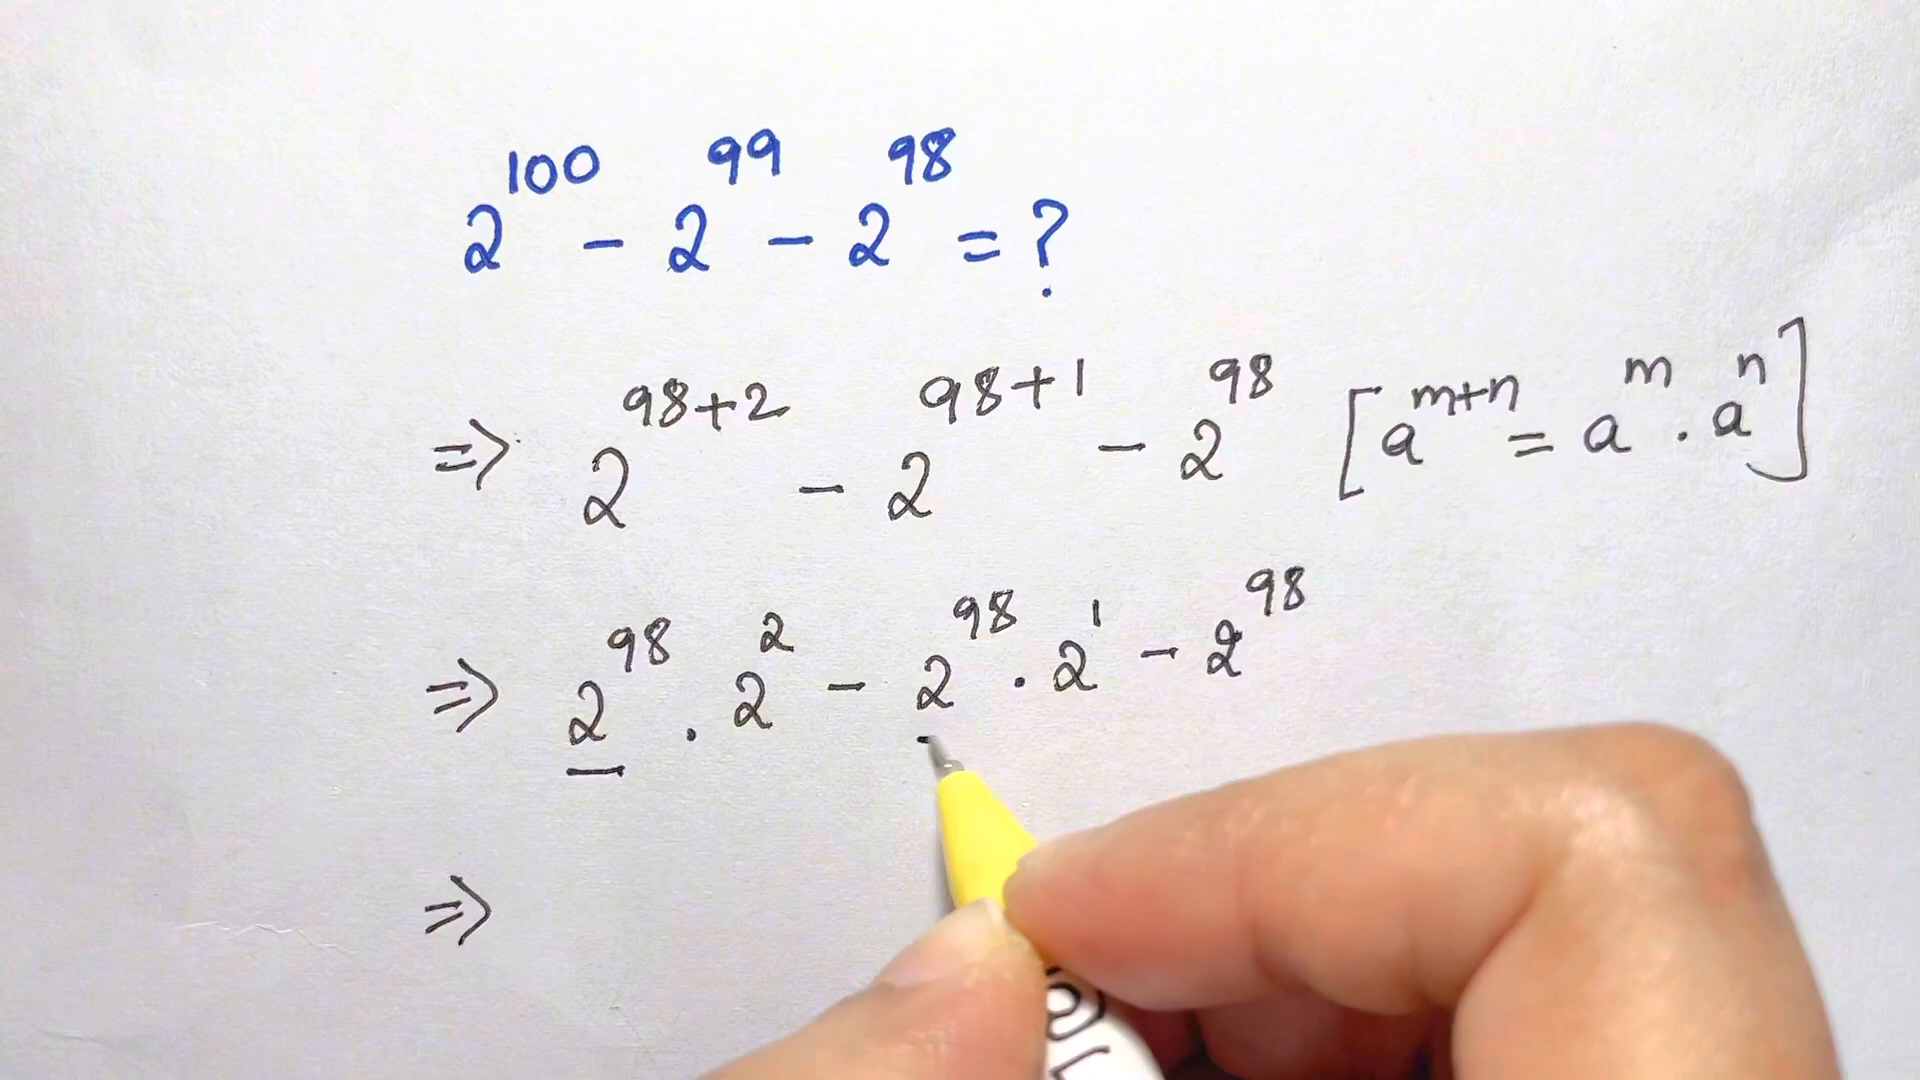 2^100 - 2^99 - 2^98 = ?
=> 2^98+2 - 2^98+1 - 2^98 [a^m+n = a^m . a^n]
=> 2^98 . 2^2 - 2^98 . 2^1 - 2^98
=>